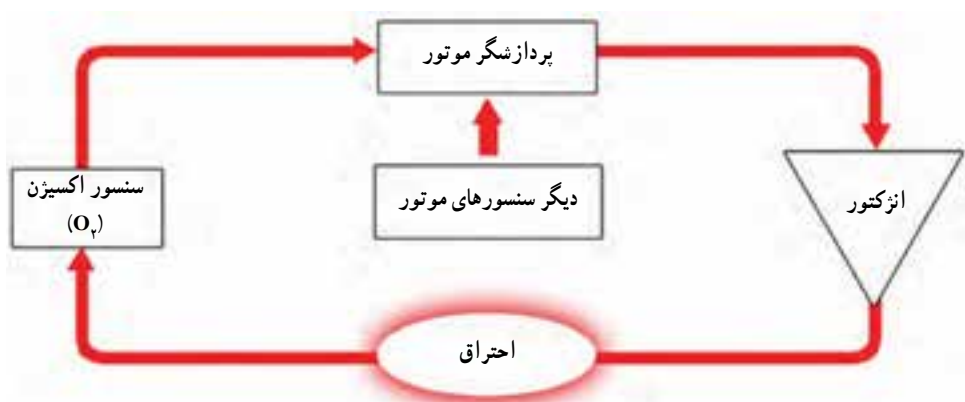 پردازشگر موتور
سنسور اکسیژن
(O۲)
دیگر سنسورهای موتور
انژکتور
احتراق